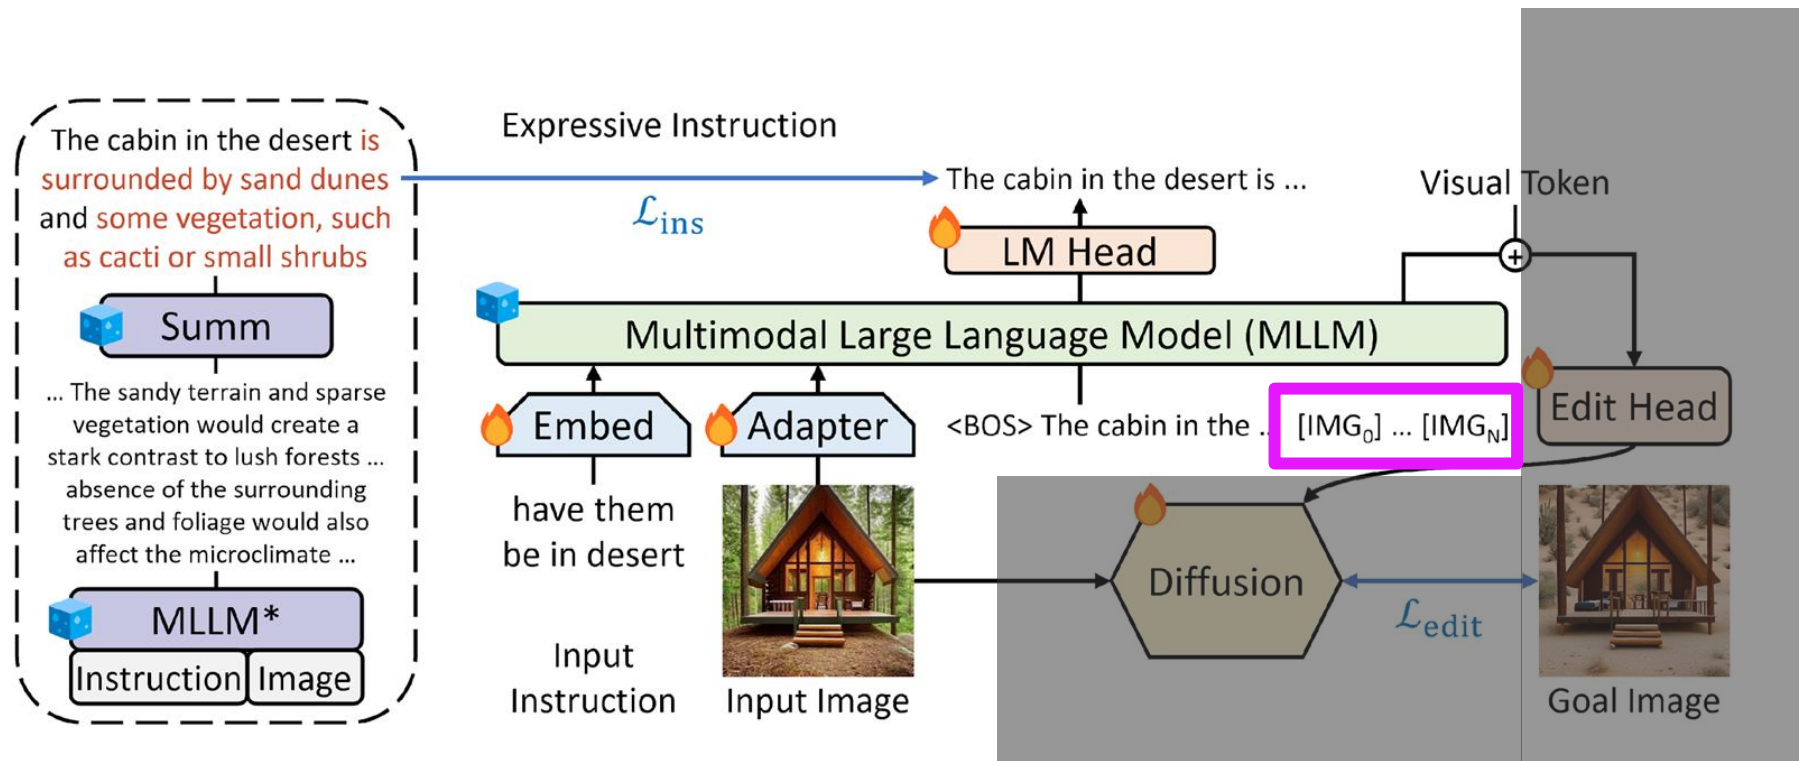 The cabin in the desert is
surrounded by sand dunes
and some vegetation, such
as cacti or small shrubs
Summ
... The sandy terrain and sparse
vegetation would create a
stark contrast to lush forests ...
absence of the surrounding
trees and foliage would also
affect the microclimate ...
MLLM*
Instruction Image
Expressive Instruction
ℒins
The cabin in the desert is ...
LM Head
Visual Token
+
Multimodal Large Language Model (MLLM)
Embed
Adapter
<BOS> The cabin in the .. [IMG0] ... [IMGN]
Edit Head
have them
be in desert
Input
Instruction
Input Image
Diffusion
ℒedit
Goal Image